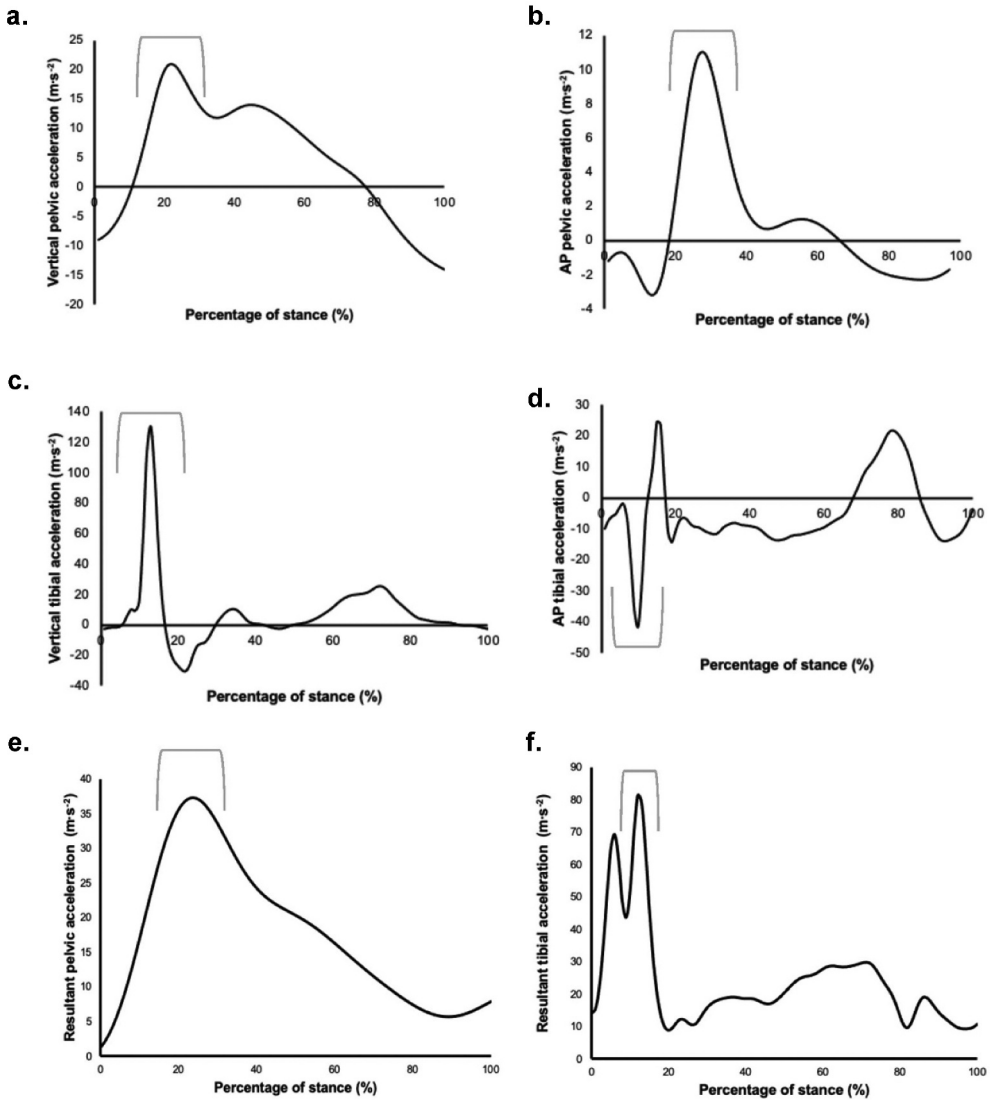 a.
25
20
15
10
5
0
-5
-10
-15
-20
Vertical pelvic acceleration (m·s-2)
0 20 40 60 80 100
Percentage of stance (%)
b.
12
10
8
6
4
2
0
-2
-4
AP pelvic acceleration (m·s-2)
0 20 40 60 80 100
Percentage of stance (%)
c.
140
120
100
80
60
40
20
0
-20
-40
Vertical tibial acceleration (m·s-2)
0 20 40 60 80 100
Percentage of stance (%)
d.
30
20
10
0
-10
-20
-30
-40
-50
AP tibial acceleration (m·s-2)
0 20 40 60 80 100
Percentage of stance (%)
e.
40
35
30
25
20
15
10
5
0
Resultant pelvic acceleration (m·s-2)
0 20 40 60 80 100
Percentage of stance (%)
f.
90
80
70
60
50
40
30
20
10
0
Resultant tibial acceleration (m·s-2)
0 20 40 60 80 100
Percentage of stance (%)